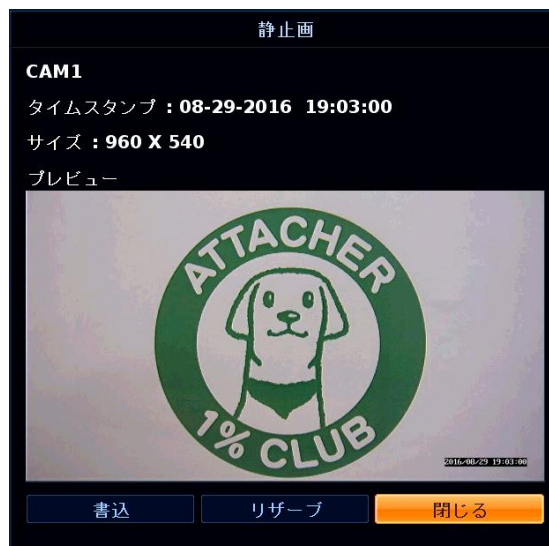 静止画
CAM1
タイムスタンプ : 08-29-2016 19:03:00
サイズ : 960 X 540
プレビュー
ATTACHER
1% CLUB
2016/08/29 19:03:00
書込
リザーブ
閉じる